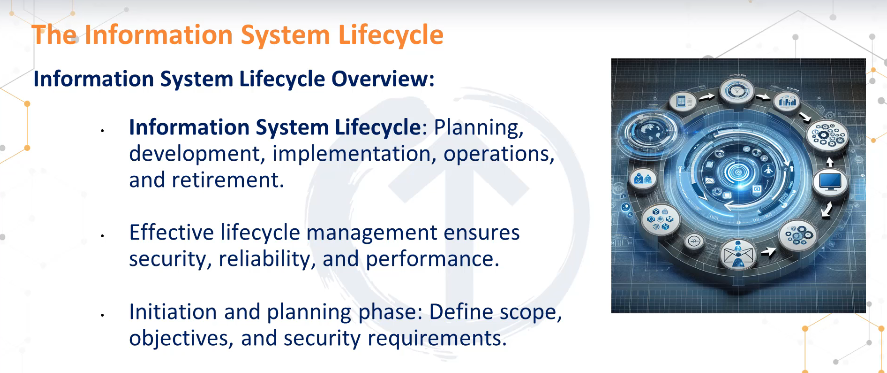 The Information System Lifecycle
Information System Lifecycle Overview:
• Information System Lifecycle: Planning,
development, implementation, operations,
and retirement.
• Effective lifecycle management ensures
security, reliability, and performance.
• Initiation and planning phase: Define scope,
objectives, and security requirements.